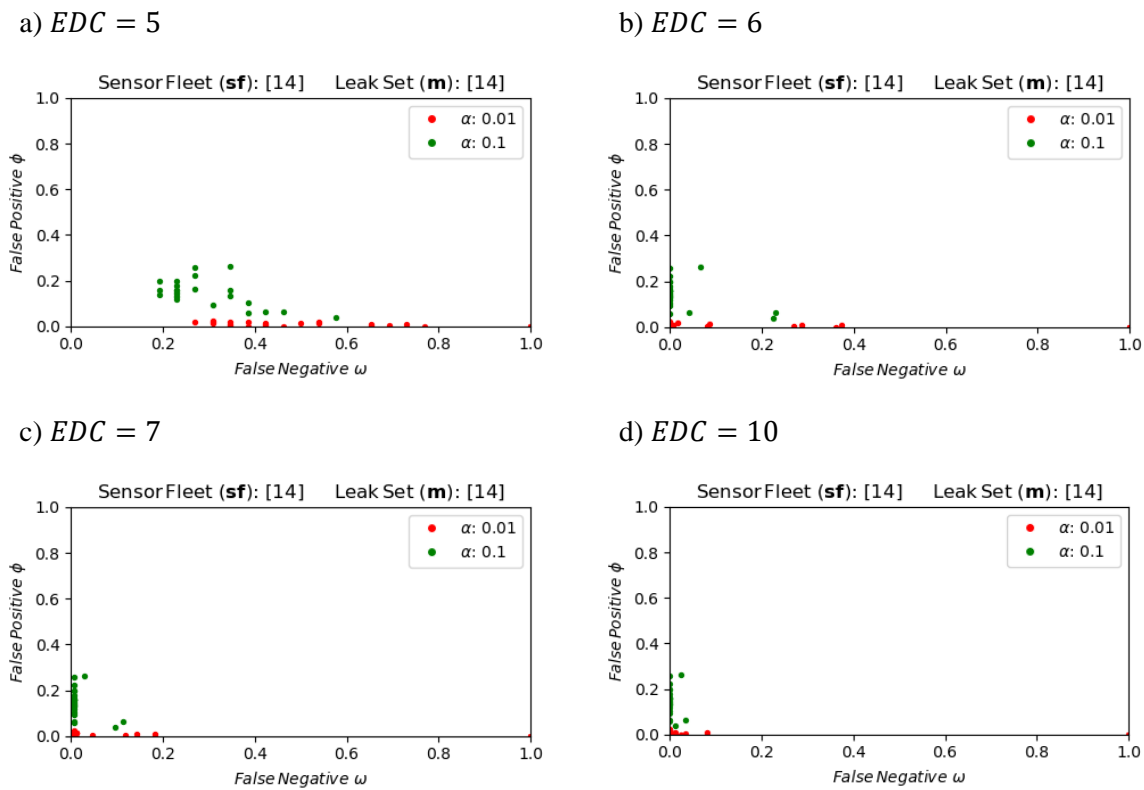 a) EDC = 5
Sensor Fleet (sf): [14] Leak Set (m): [14]
1.0
0.8
0.6
0.4
0.2
0.0
False Positive ϕ
α: 0.01
α: 0.1
0.0 0.2 0.4 0.6 0.8 1.0
False Negative ω
b) EDC = 6
Sensor Fleet (sf): [14] Leak Set (m): [14]
1.0
0.8
0.6
0.4
0.2
0.0
False Positive ϕ
α: 0.01
α: 0.1
0.0 0.2 0.4 0.6 0.8 1.0
False Negative ω
c) EDC = 7
Sensor Fleet (sf): [14] Leak Set (m): [14]
1.0
0.8
0.6
0.4
0.2
0.0
False Positive ϕ
α: 0.01
α: 0.1
0.0 0.2 0.4 0.6 0.8 1.0
False Negative ω
d) EDC = 10
Sensor Fleet (sf): [14] Leak Set (m): [14]
1.0
0.8
0.6
0.4
0.2
0.0
False Positive ϕ
α: 0.01
α: 0.1
0.0 0.2 0.4 0.6 0.8 1.0
False Negative ω